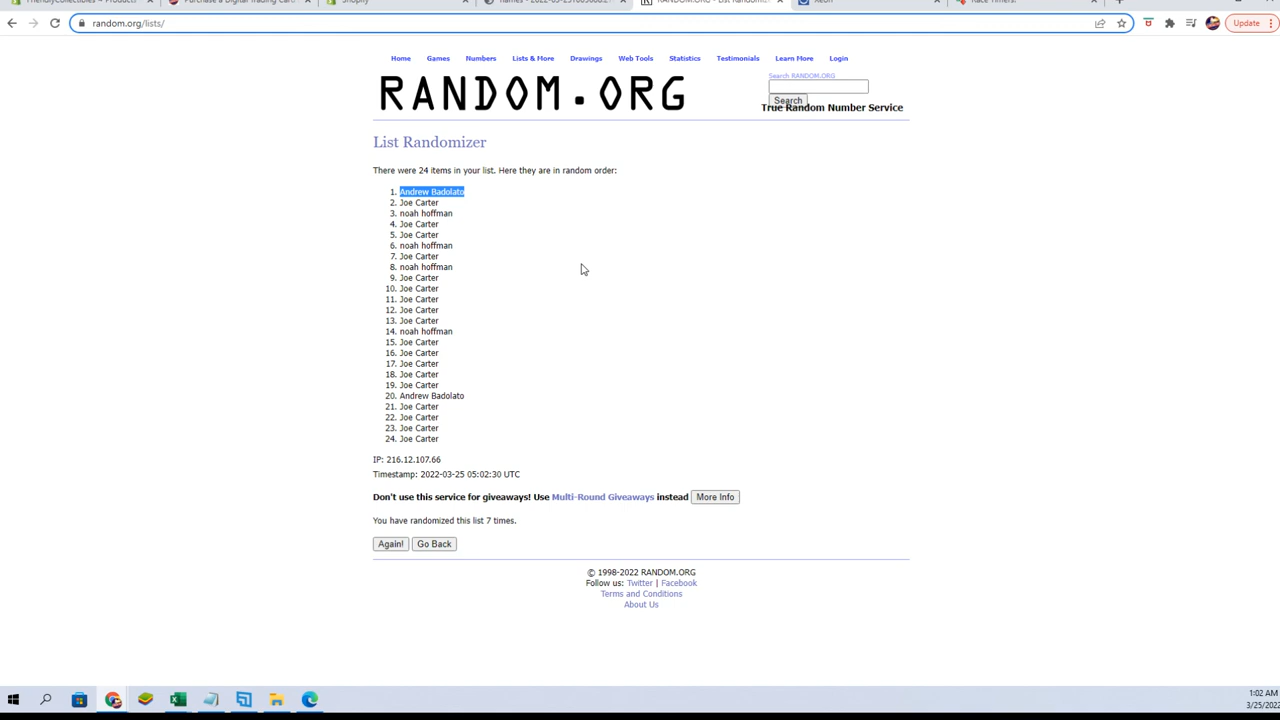 random.org/lists/
Update
Home Games Numbers Lists & More Drawings Web Tools Statistics Testimonials Learn More Login
RANDOM.ORG
Search RANDOM.ORG
Search
True Random Number Service
List Randomizer
There were 24 items in your list. Here they are in random order:
1. Andrew Badolato
2. Joe Carter
3. noah hoffman
4. Joe Carter
5. Joe Carter
6. noah hoffman
7. Joe Carter
8. noah hoffman
9. Joe Carter
10. Joe Carter
11. Joe Carter
12. Joe Carter
13. Joe Carter
14. noah hoffman
15. Joe Carter
16. Joe Carter
17. Joe Carter
18. Joe Carter
19. Joe Carter
20. Andrew Badolato
21. Joe Carter
22. Joe Carter
23. Joe Carter
24. Joe Carter
IP: 216.12.107.66
Timestamp: 2022-03-25 05:02:30 UTC
Don't use this service for giveaways! Use Multi-Round Giveaways instead More Info
You have randomized this list 7 times.
Again! Go Back
© 1998-2022 RANDOM.ORG
Follow us: Twitter | Facebook
Terms and Conditions
About Us
1:02 AM
3/25/2022